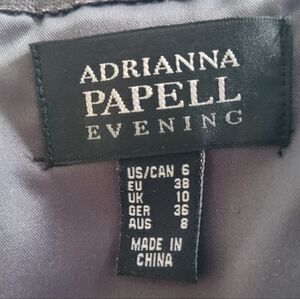 ADRIANNA
PAPELL
EVENING
US/CAN 6
EU 38
UK 10
GER 36
AUS 8
MADE IN
CHINA